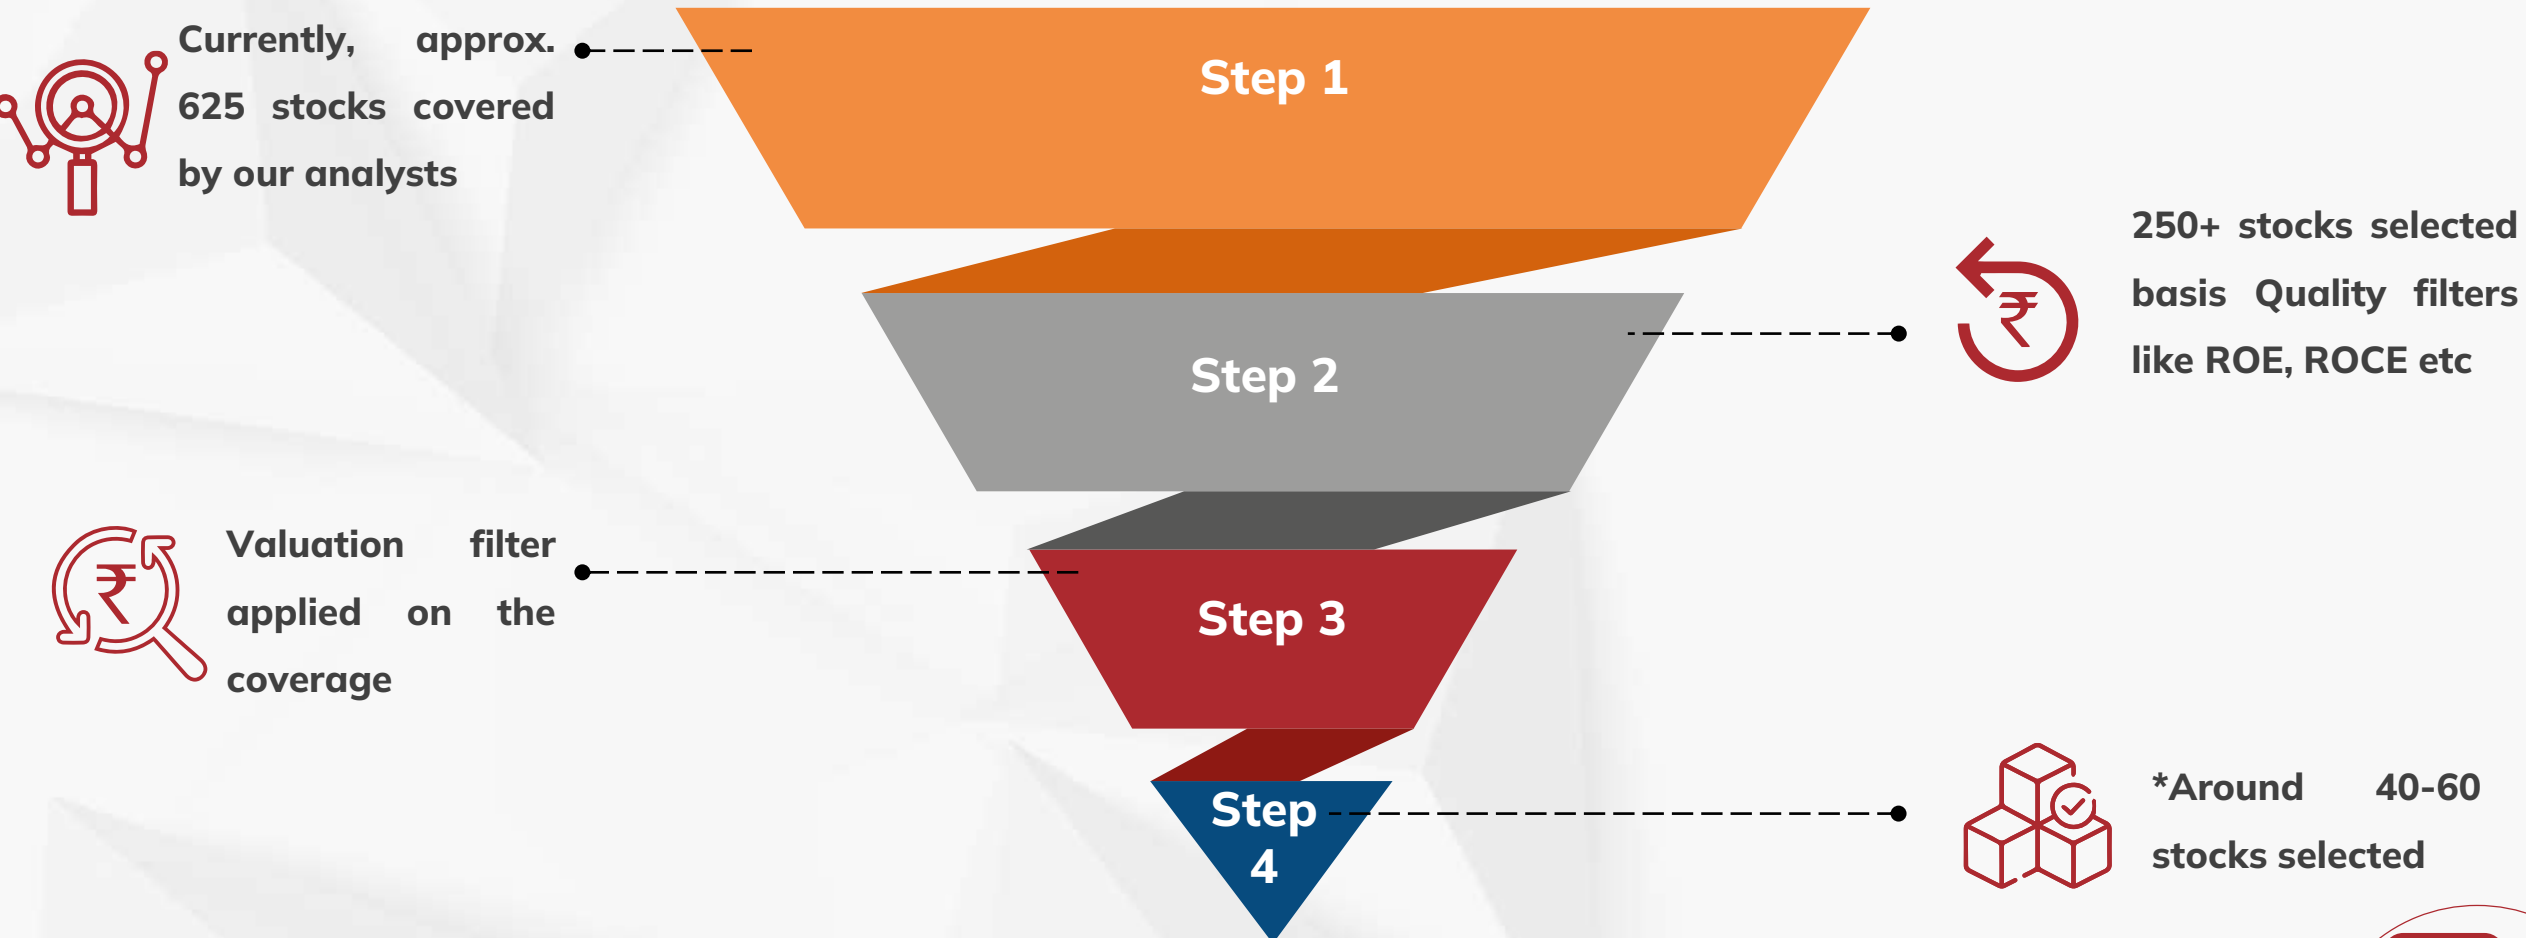 Currently, approx.
625 stocks covered
by our analysts
Step 1
250+ stocks selected
basis Quality filters
like ROE, ROCE etc
Step 2
Valuation filter
applied on the
coverage
Step 3
Step
4
*Around 40-60
stocks selected